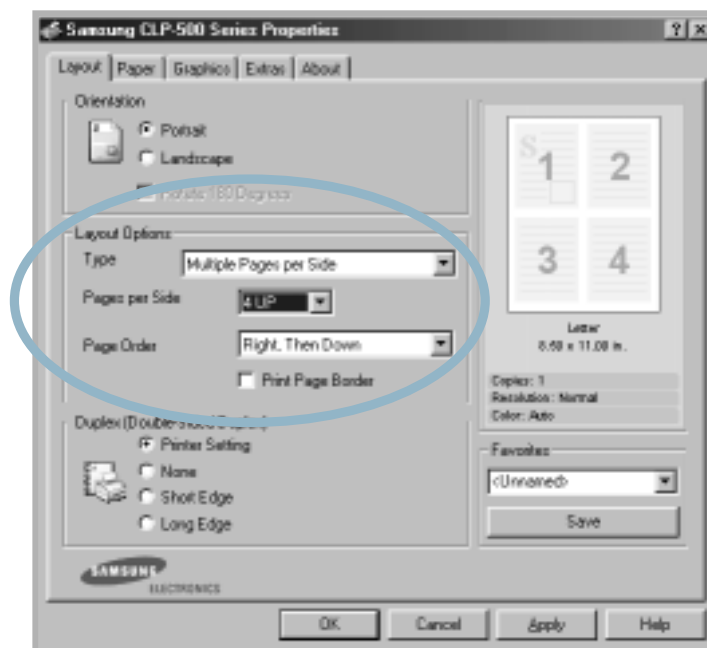 Samsung CLP-500 Series Properties
Layout Paper Graphics Extras About
Orientation
Portrait
Landscape
Rotate 180 Degrees
Layout Options
Type Multiple Pages per Side
Pages per Side 4 UP
Page Order Right, Then Down
Print Page Border
Duplex (Double-Sided
Printer Setting
None
Short Edge
Long Edge
SAMSUNG
ELECTRONICS
S
1 2
3 4
Letter
8.50 x 11.00 in.
Copies: 1
Resolution: Normal
Color: Auto
Favorites
<Unnamed>
Save
OK Cancel Apply Help